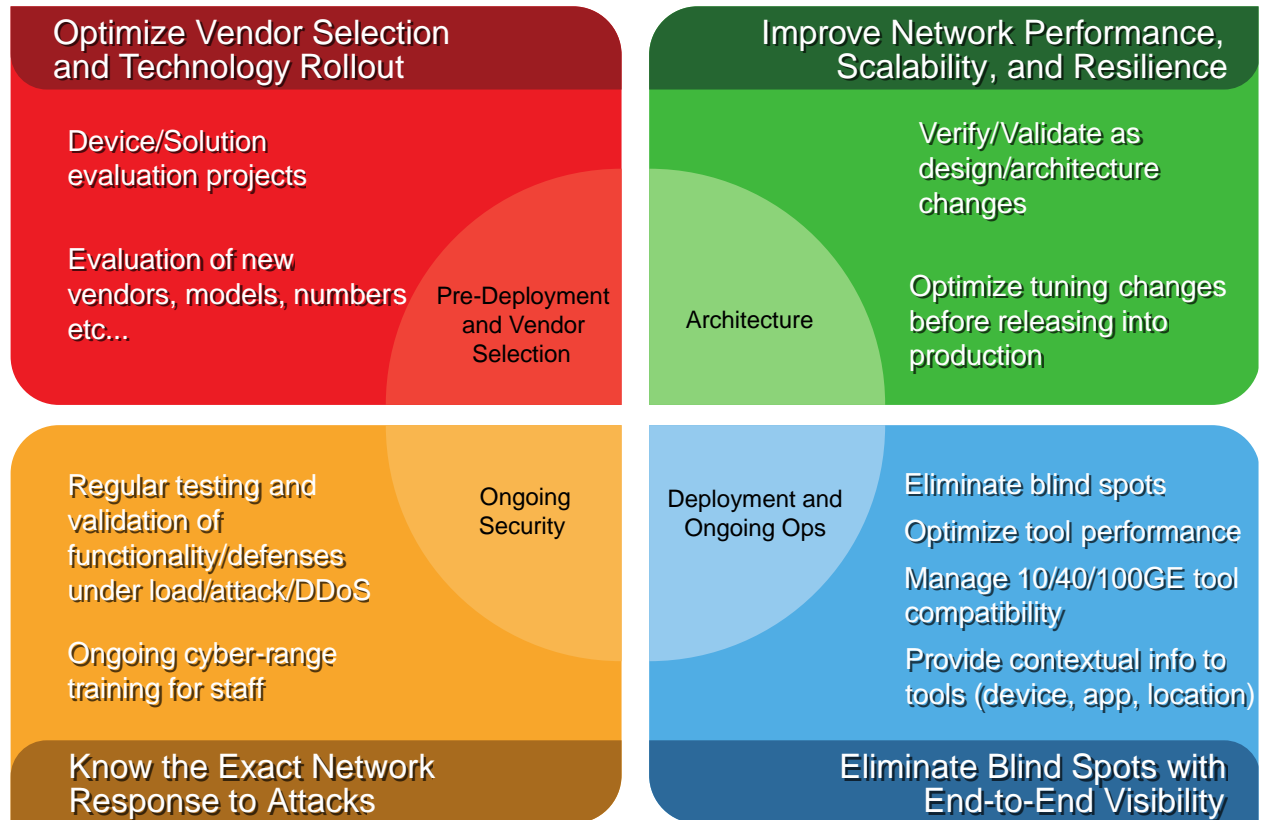 Optimize Vendor Selection
and Technology Rollout
Device/Solution
evaluation projects
Evaluation of new
vendors, models, numbers
etc...
Pre-Deployment
and Vendor
Selection
Improve Network Performance,
Scalability, and Resilience
Verify/Validate as
design/architecture
changes
Optimize tuning changes
before releasing into
production
Architecture
Regular testing and
validation of
functionality/defenses
under load/attack/DDoS
Ongoing cyber-range
training for staff
Ongoing
Security
Know the Exact Network
Response to Attacks
Deployment and
Ongoing Ops
Eliminate blind spots
Optimize tool performance
Manage 10/40/100GE tool
compatibility
Provide contextual info to
tools (device, app, location)
Eliminate Blind Spots with
End-to-End Visibility